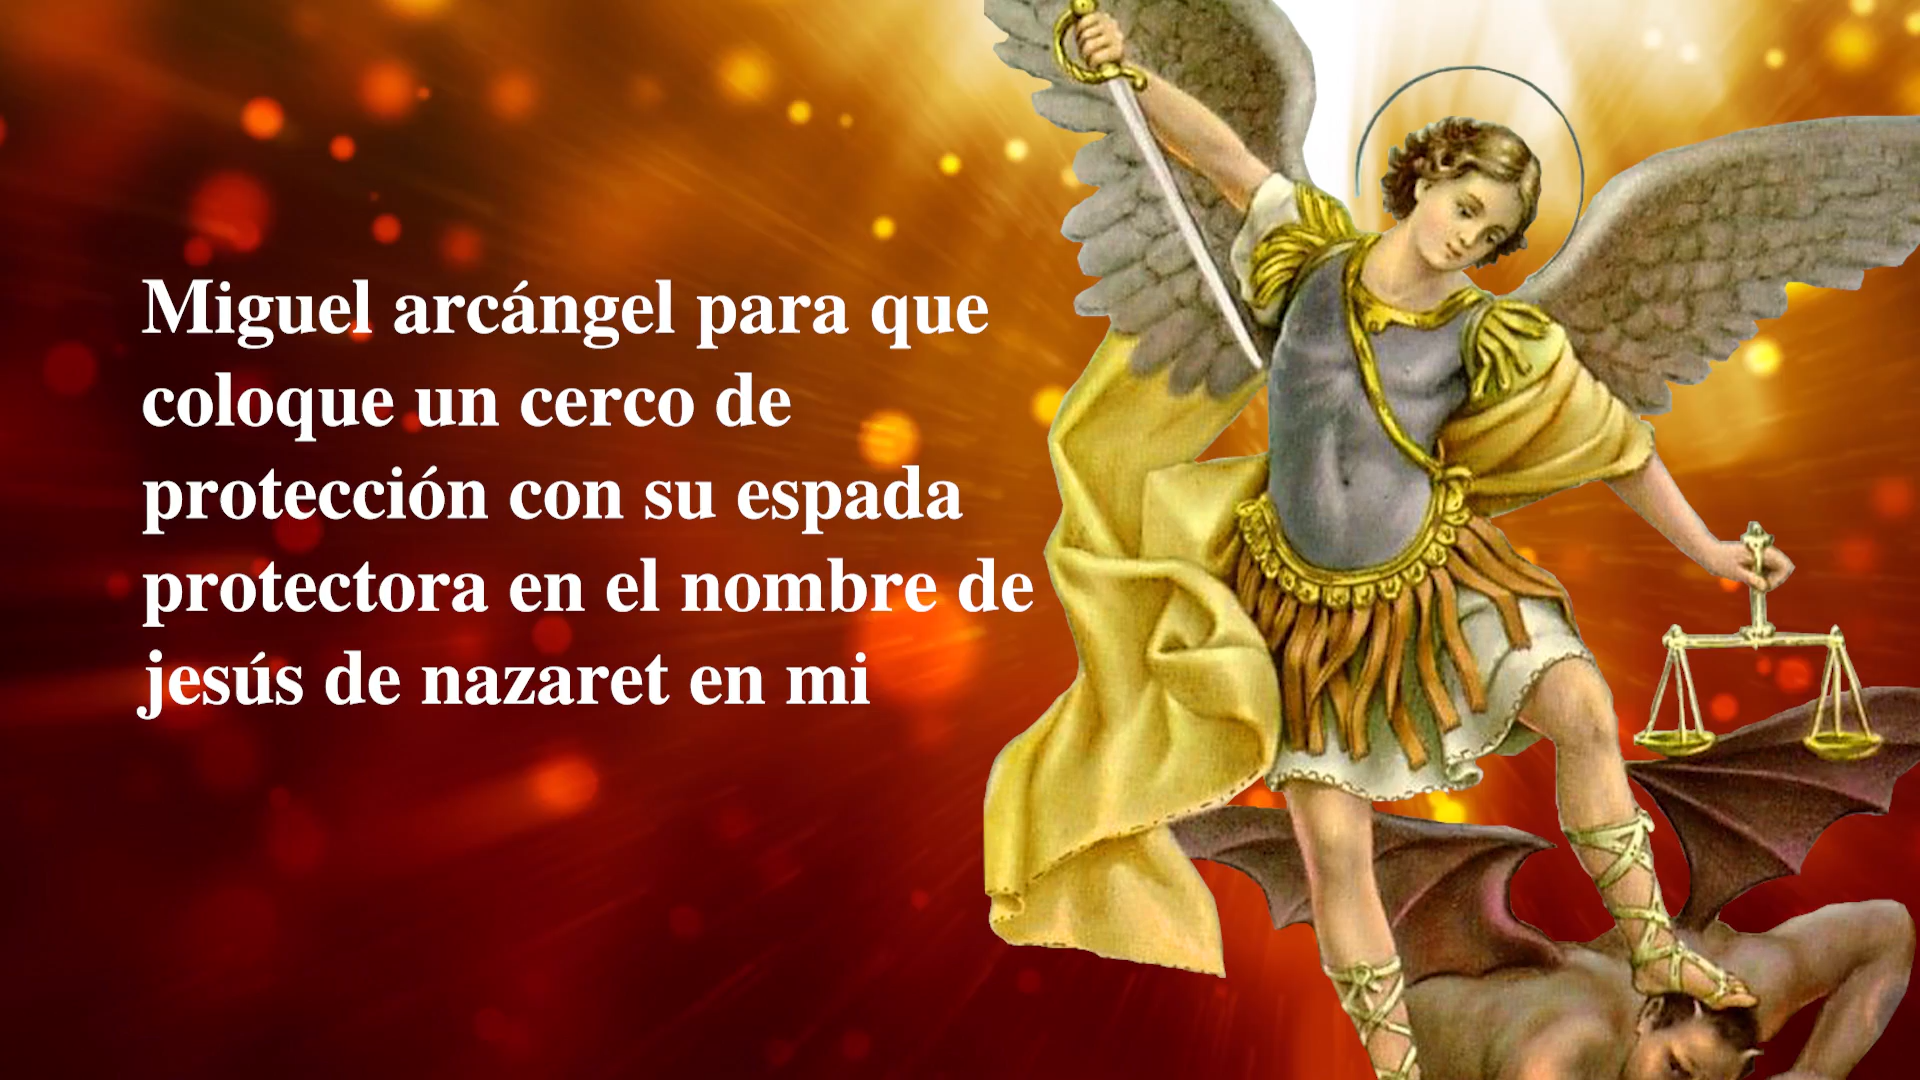 Miguel arcángel para que
coloque un cerco de
protección con su espada
protectora en el nombre de
jesús de nazaret en mi